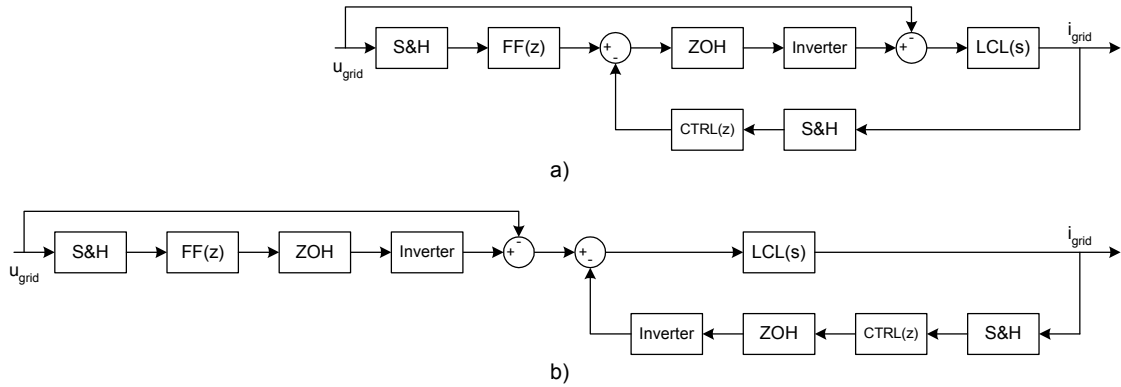 S&H
FF(z)
+
-
ZOH
Inverter
-
+
LCL(s)
i_grid
u_grid
CTRL(z)
S&H
a)
S&H
FF(z)
ZOH
Inverter
-
+
+
-
LCL(s)
i_grid
u_grid
Inverter
ZOH
CTRL(z)
S&H
b)